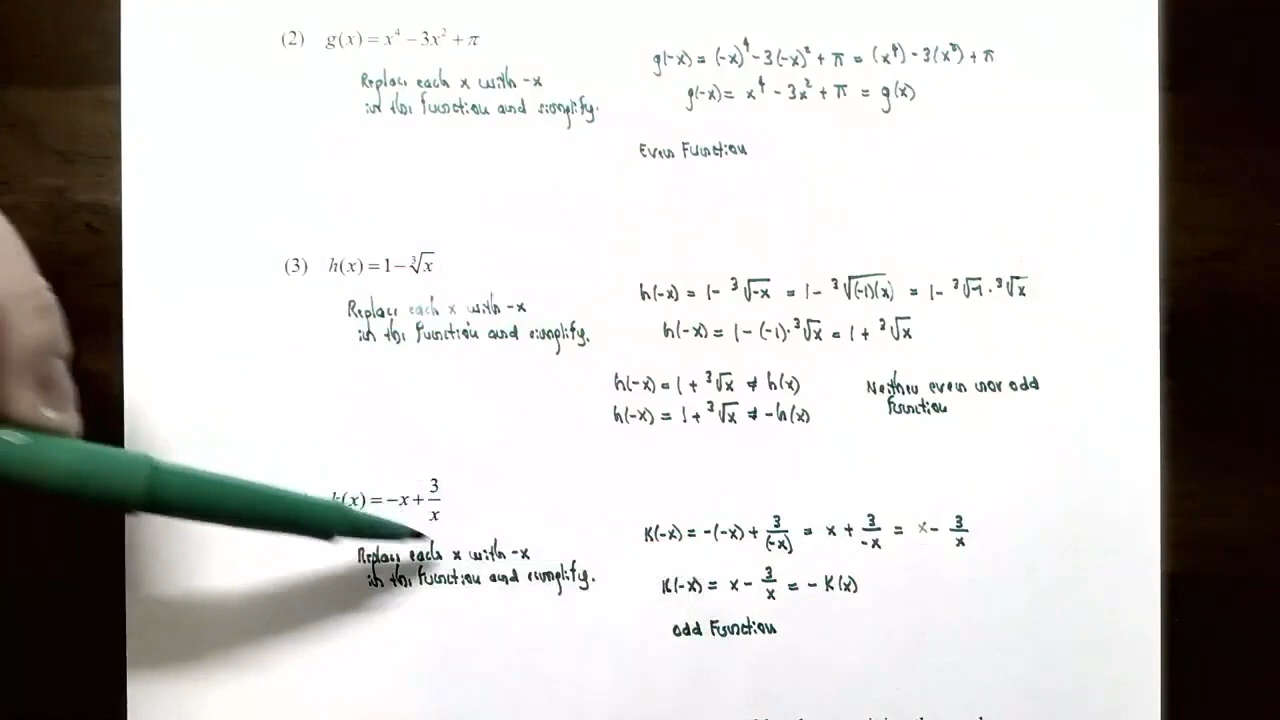 (2) g(x) = x⁴ − 3x² + π
g(-x) = (-x)⁴ - 3(-x)² + π = (x⁴) - 3(x²) + π
Replace each x with -x
in the function and simplify.
g(-x) = x⁴ - 3x² + π = g(x)
Even Function
(3) h(x) = 1 − ∛x
h(-x) = 1 - ∛-x = 1 - ∛(-1)(x) = 1 - ∛-1 · ∛x
Replace each x with -x
in the function and simplify.
h(-x) = 1 - (-1) · ∛x = 1 + ∛x
h(-x) = 1 + ∛x ≠ h(x)
h(-x) = 1 + ∛x ≠ -h(x)
Neither even nor odd
function
(x) = −x + 3/x
K(-x) = -(-x) + 3/(-x) = x + 3/-x = x - 3/x
Replace each x with -x
in the function and simplify.
K(-x) = x - 3/x = - K(x)
odd Function